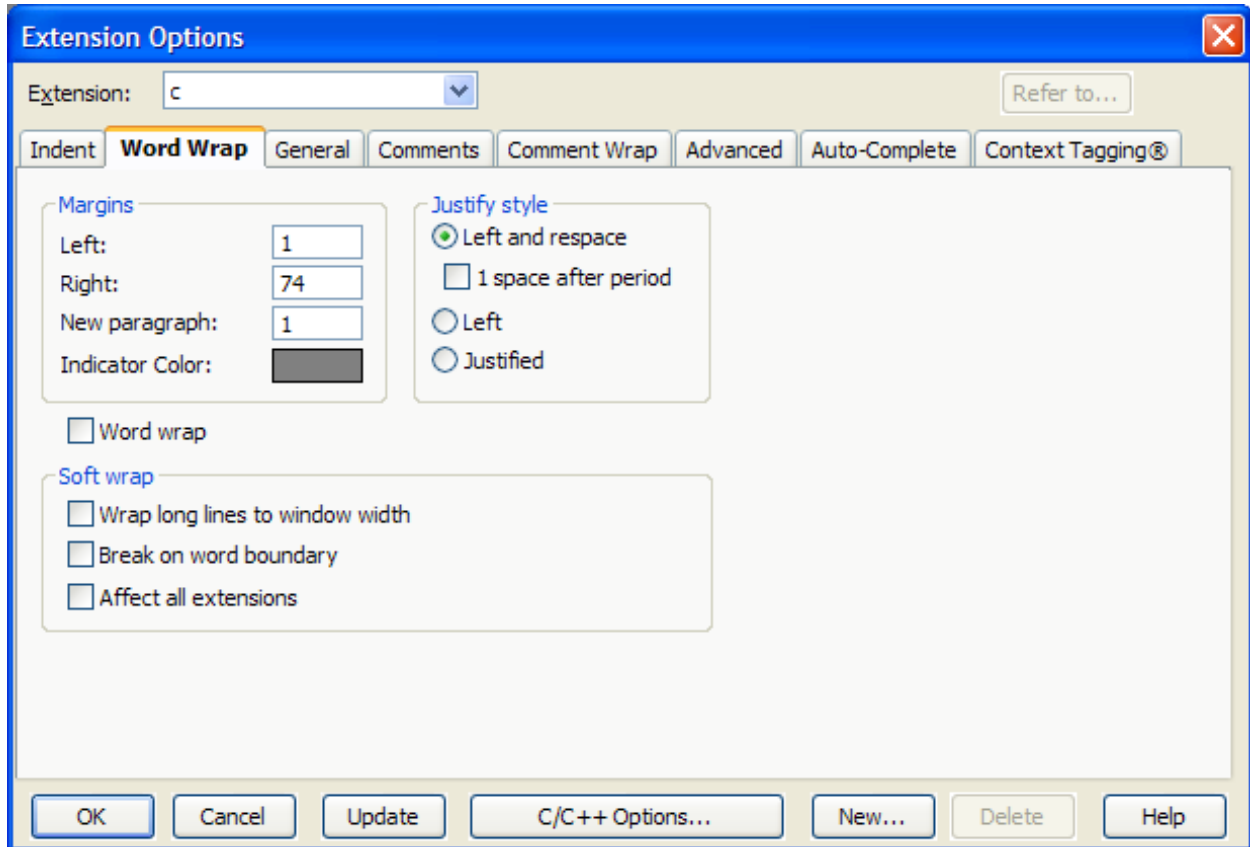 Extension Options
Extension: c Refer to...
Indent Word Wrap General Comments Comment Wrap Advanced Auto-Complete Context Tagging®
Margins
Left: 1
Right: 74
New paragraph: 1
Indicator Color:
Justify style
Left and respace
1 space after period
Left
Justified
Word wrap
Soft wrap
Wrap long lines to window width
Break on word boundary
Affect all extensions
OK Cancel Update C/C++ Options... New... Delete Help